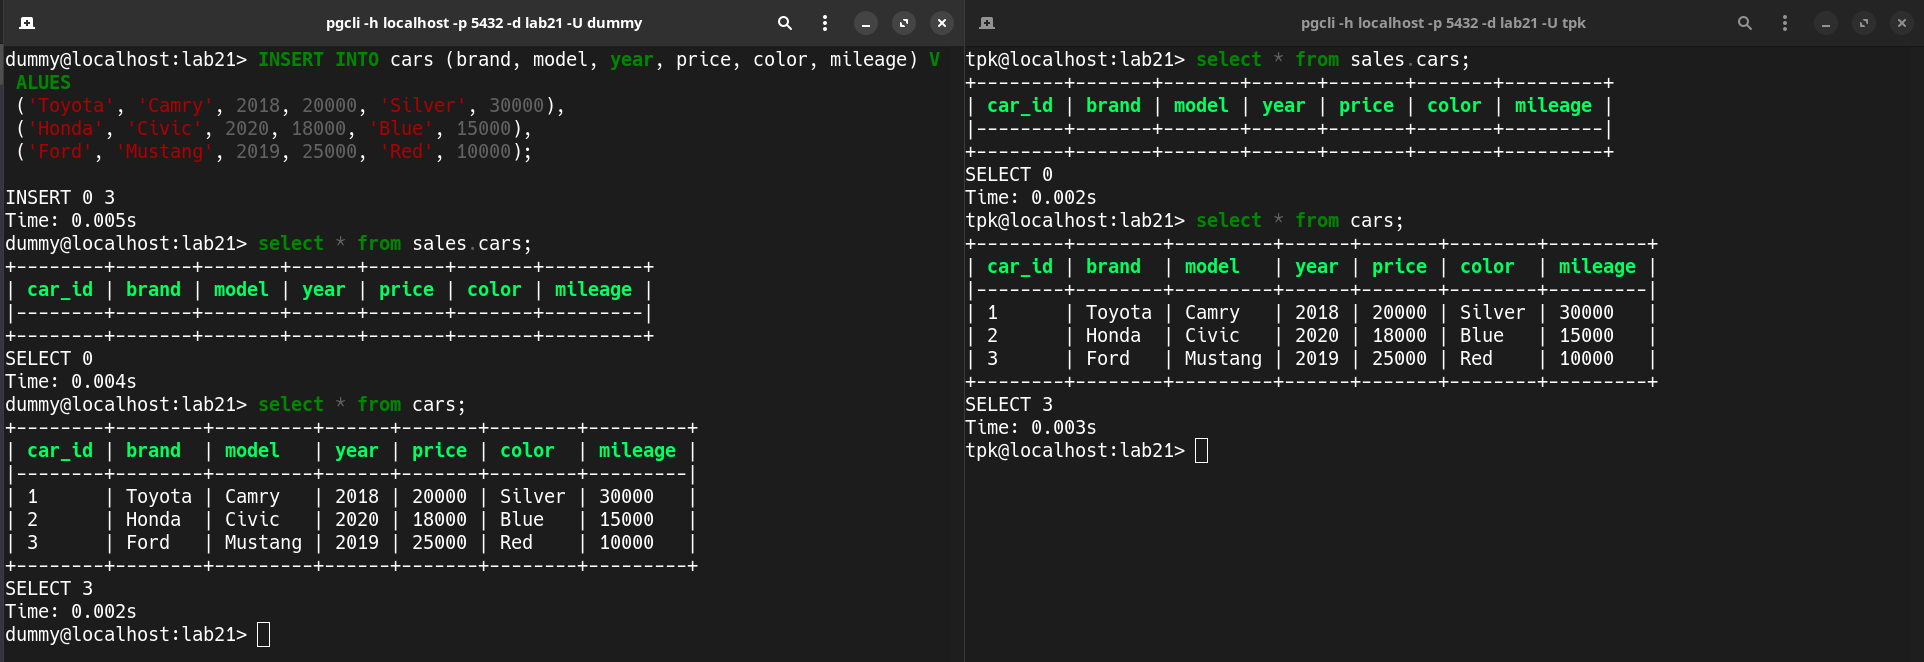 pgcli -h localhost -p 5432 -d lab21 -U dummy
dummy@localhost:lab21> INSERT INTO cars (brand, model, year, price, color, mileage) V
ALUES
('Toyota', 'Camry', 2018, 20000, 'Silver', 30000),
('Honda', 'Civic', 2020, 18000, 'Blue', 15000),
('Ford', 'Mustang', 2019, 25000, 'Red', 10000);
INSERT 0 3
Time: 0.005s
dummy@localhost:lab21> select * from sales.cars;
+--------+-------+-------+------+-------+-------+---------+
| car_id | brand | model | year | price | color | mileage |
|--------+-------+-------+------+-------+-------+---------|
+--------+-------+-------+------+-------+-------+---------+
SELECT 0
Time: 0.004s
dummy@localhost:lab21> select * from cars;
+--------+--------+---------+------+-------+--------+---------+
| car_id | brand  | model   | year | price | color  | mileage |
|--------+--------+---------+------+-------+--------+---------|
| 1      | Toyota | Camry   | 2018 | 20000 | Silver | 30000   |
| 2      | Honda  | Civic   | 2020 | 18000 | Blue   | 15000   |
| 3      | Ford   | Mustang | 2019 | 25000 | Red    | 10000   |
+--------+--------+---------+------+-------+--------+---------+
SELECT 3
Time: 0.002s
dummy@localhost:lab21>
pgcli -h localhost -p 5432 -d lab21 -U tpk
tpk@localhost:lab21> select * from sales.cars;
+--------+-------+-------+------+-------+-------+---------+
| car_id | brand | model | year | price | color | mileage |
|--------+-------+-------+------+-------+-------+---------|
+--------+-------+-------+------+-------+-------+---------+
SELECT 0
Time: 0.002s
tpk@localhost:lab21> select * from cars;
+--------+--------+---------+------+-------+--------+---------+
| car_id | brand  | model   | year | price | color  | mileage |
|--------+--------+---------+------+-------+--------+---------|
| 1      | Toyota | Camry   | 2018 | 20000 | Silver | 30000   |
| 2      | Honda  | Civic   | 2020 | 18000 | Blue   | 15000   |
| 3      | Ford   | Mustang | 2019 | 25000 | Red    | 10000   |
+--------+--------+---------+------+-------+--------+---------+
SELECT 3
Time: 0.003s
tpk@localhost:lab21>